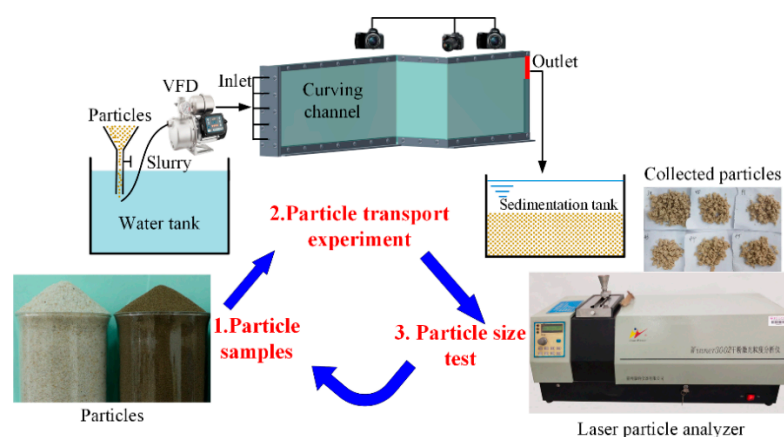 VFD
Inlet
Outlet
Particles
Curving
channel
Slurry
Water tank
Collected particles
Sedimentation tank
2.Particle transport
experiment
1.Particle
samples
3. Particle size
test
Particles
Laser particle analyzer